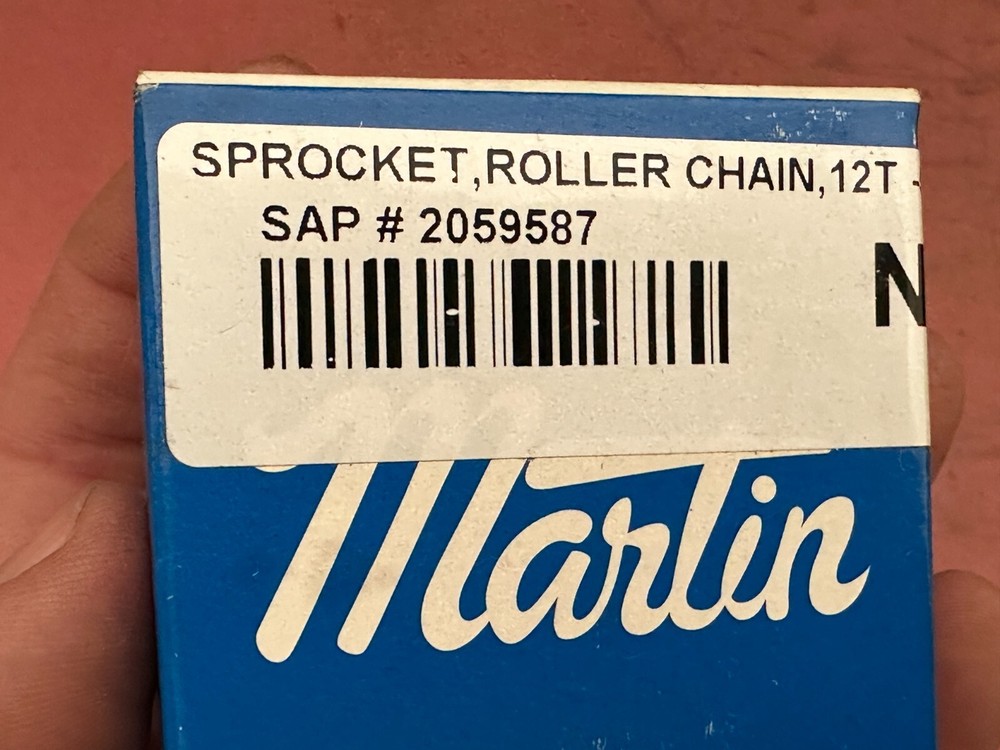 SPROCKET,ROLLER CHAIN,12T -
SAP # 2059587
N
Martin